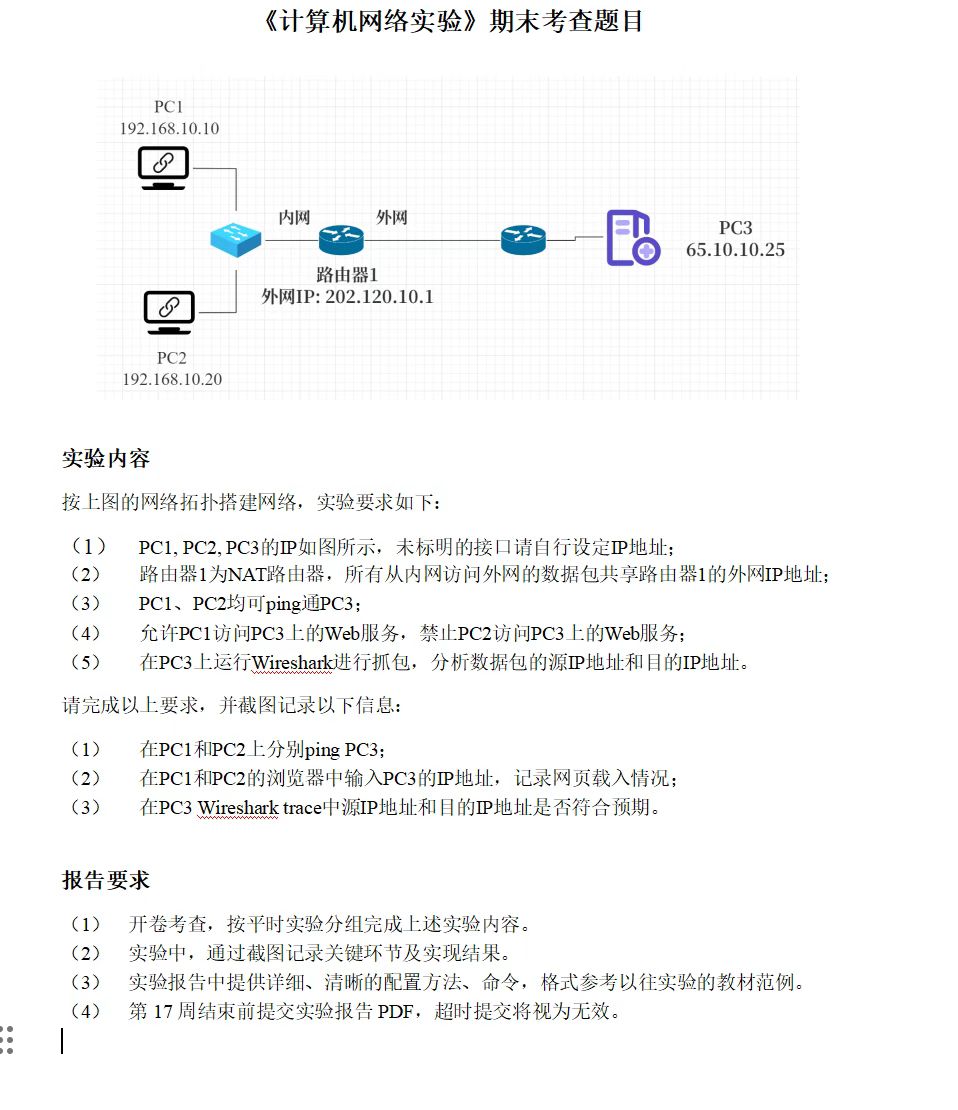 《计算机网络实验》期末考查题目
PC1
192.168.10.10
内网
外网
路由器1
外网IP: 202.120.10.1
PC3
65.10.10.25
PC2
192.168.10.20
实验内容
按上图的网络拓扑搭建网络，实验要求如下：
（1） PC1, PC2, PC3的IP如图所示，未标明的接口请自行设定IP地址；
（2） 路由器1为NAT路由器，所有从内网访问外网的数据包共享路由器1的外网IP地址；
（3） PC1、PC2均可ping通PC3；
（4） 允许PC1访问PC3上的Web服务，禁止PC2访问PC3上的Web服务；
（5） 在PC3上运行Wireshark进行抓包，分析数据包的源IP地址和目的IP地址。
请完成以上要求，并截图记录以下信息：
（1） 在PC1和PC2上分别ping PC3；
（2） 在PC1和PC2的浏览器中输入PC3的IP地址，记录网页载入情况；
（3） 在PC3 Wireshark trace中源IP地址和目的IP地址是否符合预期。
报告要求
（1） 开卷考查，按平时实验分组完成上述实验内容。
（2） 实验中，通过截图记录关键环节及实现结果。
（3） 实验报告中提供详细、清晰的配置方法、命令，格式参考以往实验的教材范例。
（4） 第 17 周结束前提交实验报告 PDF，超时提交将视为无效。